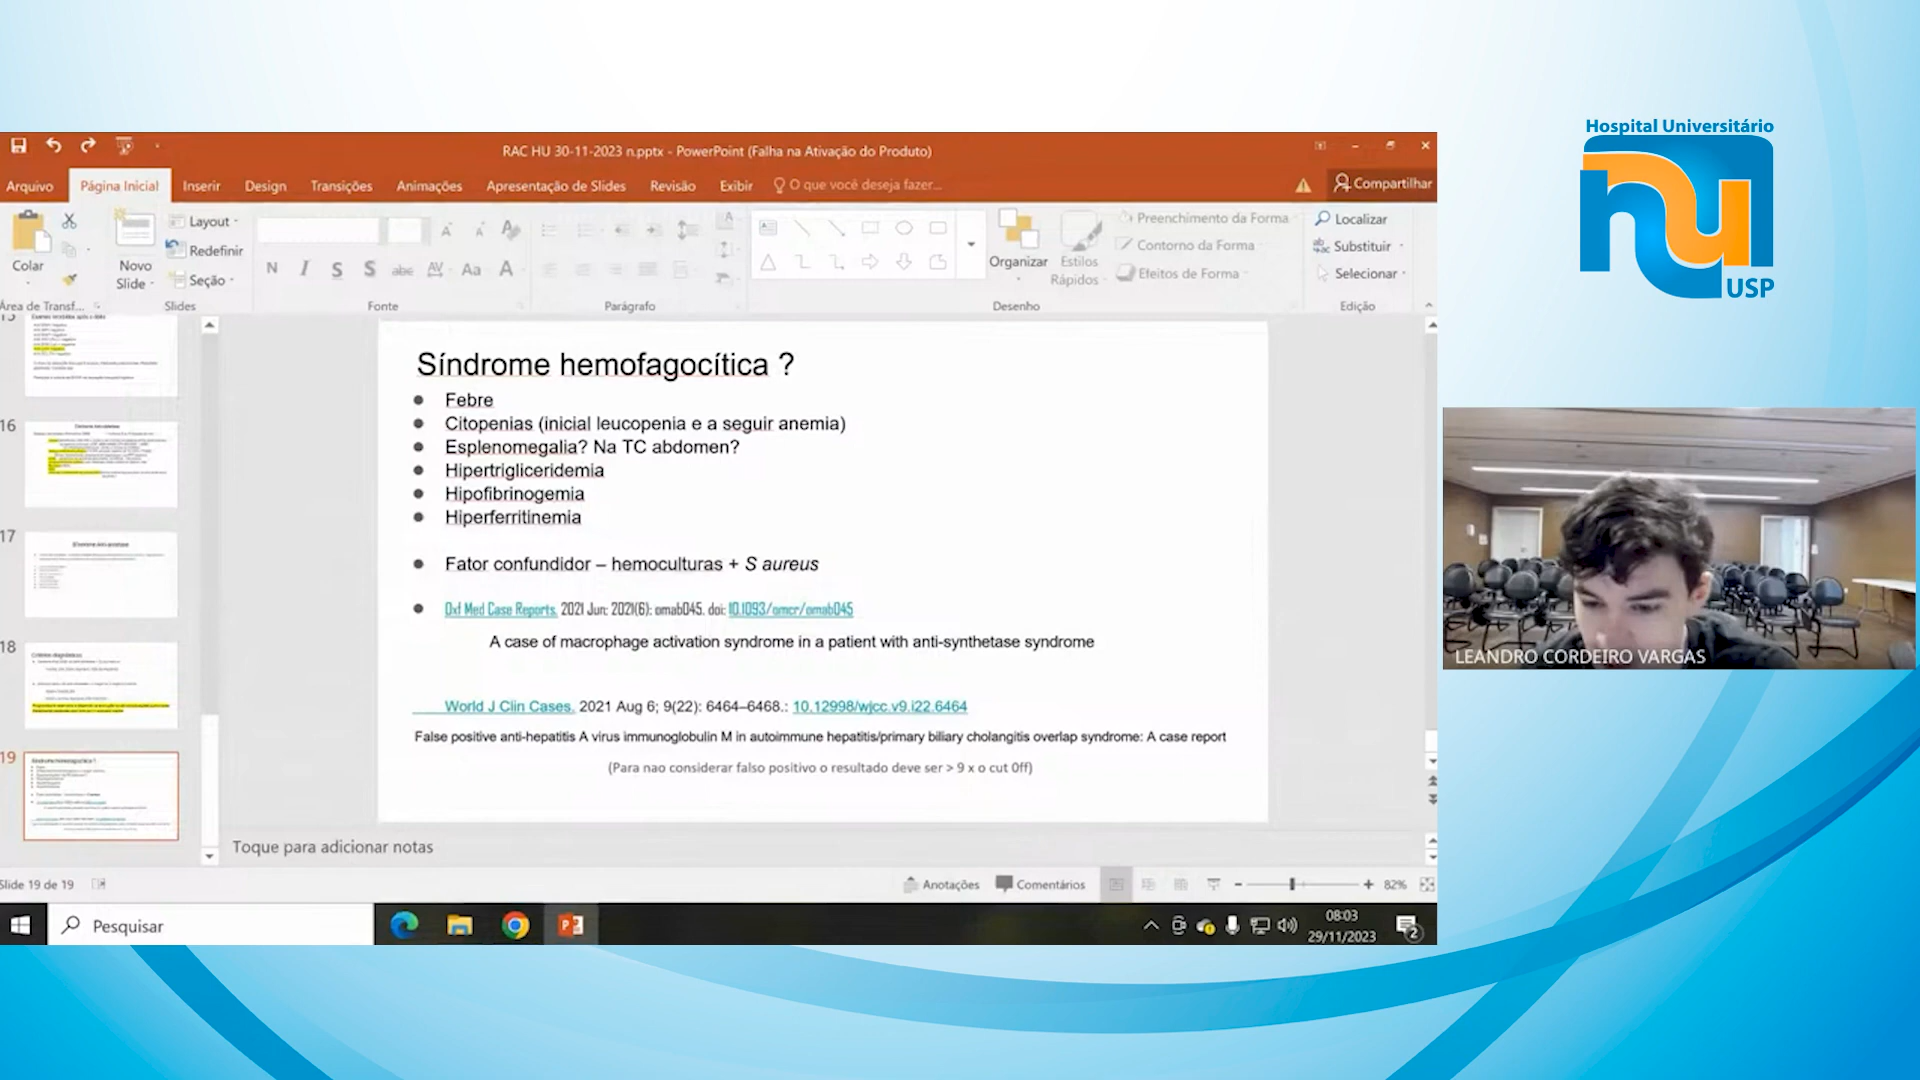 Hospital Universitário
USP
RAC HU 30-11-2023 n.pptx - PowerPoint (Falha na Ativação do Produto)
Arquivo
Página Inicial
Inserir
Design
Transições
Animações
Apresentação de Slides
Revisão
Exibir
O que você deseja fazer...
Compartilhar
Colar
Novo
Slide
Layout
Redefinir
Seção
N I S S abc AV Aa A
Organizar
Estilos
Rápidos
Preenchimento da Forma
Contorno da Forma
Efeitos de Forma
Localizar
Substituir
Selecionar
Área de Transf...
Slides
Fonte
Parágrafo
Desenho
Edição
15
16
17
18
19
Síndrome hemofagocítica ?
● Febre
● Citopenias (inicial leucopenia e a seguir anemia)
● Esplenomegalia? Na TC abdomen?
● Hipertrigliceridemia
● Hipofibrinogemia
● Hiperferritinemia
● Fator confundidor – hemoculturas + S aureus
● Oxf Med Case Reports. 2021 Jun; 2021(6): omab045. doi: 10.1093/omcr/omab045
A case of macrophage activation syndrome in a patient with anti-synthetase syndrome
World J Clin Cases. 2021 Aug 6; 9(22): 6464–6468.: 10.12998/wjcc.v9.i22.6464
False positive anti-hepatitis A virus immunoglobulin M in autoimmune hepatitis/primary biliary cholangitis overlap syndrome: A case report
(Para nao considerar falso positivo o resultado deve ser > 9 x o cut 0ff)
LEANDRO CORDEIRO VARGAS
Toque para adicionar notas
Slide 19 de 19
Anotações
Comentários
82%
Pesquisar
08:03
29/11/2023
2